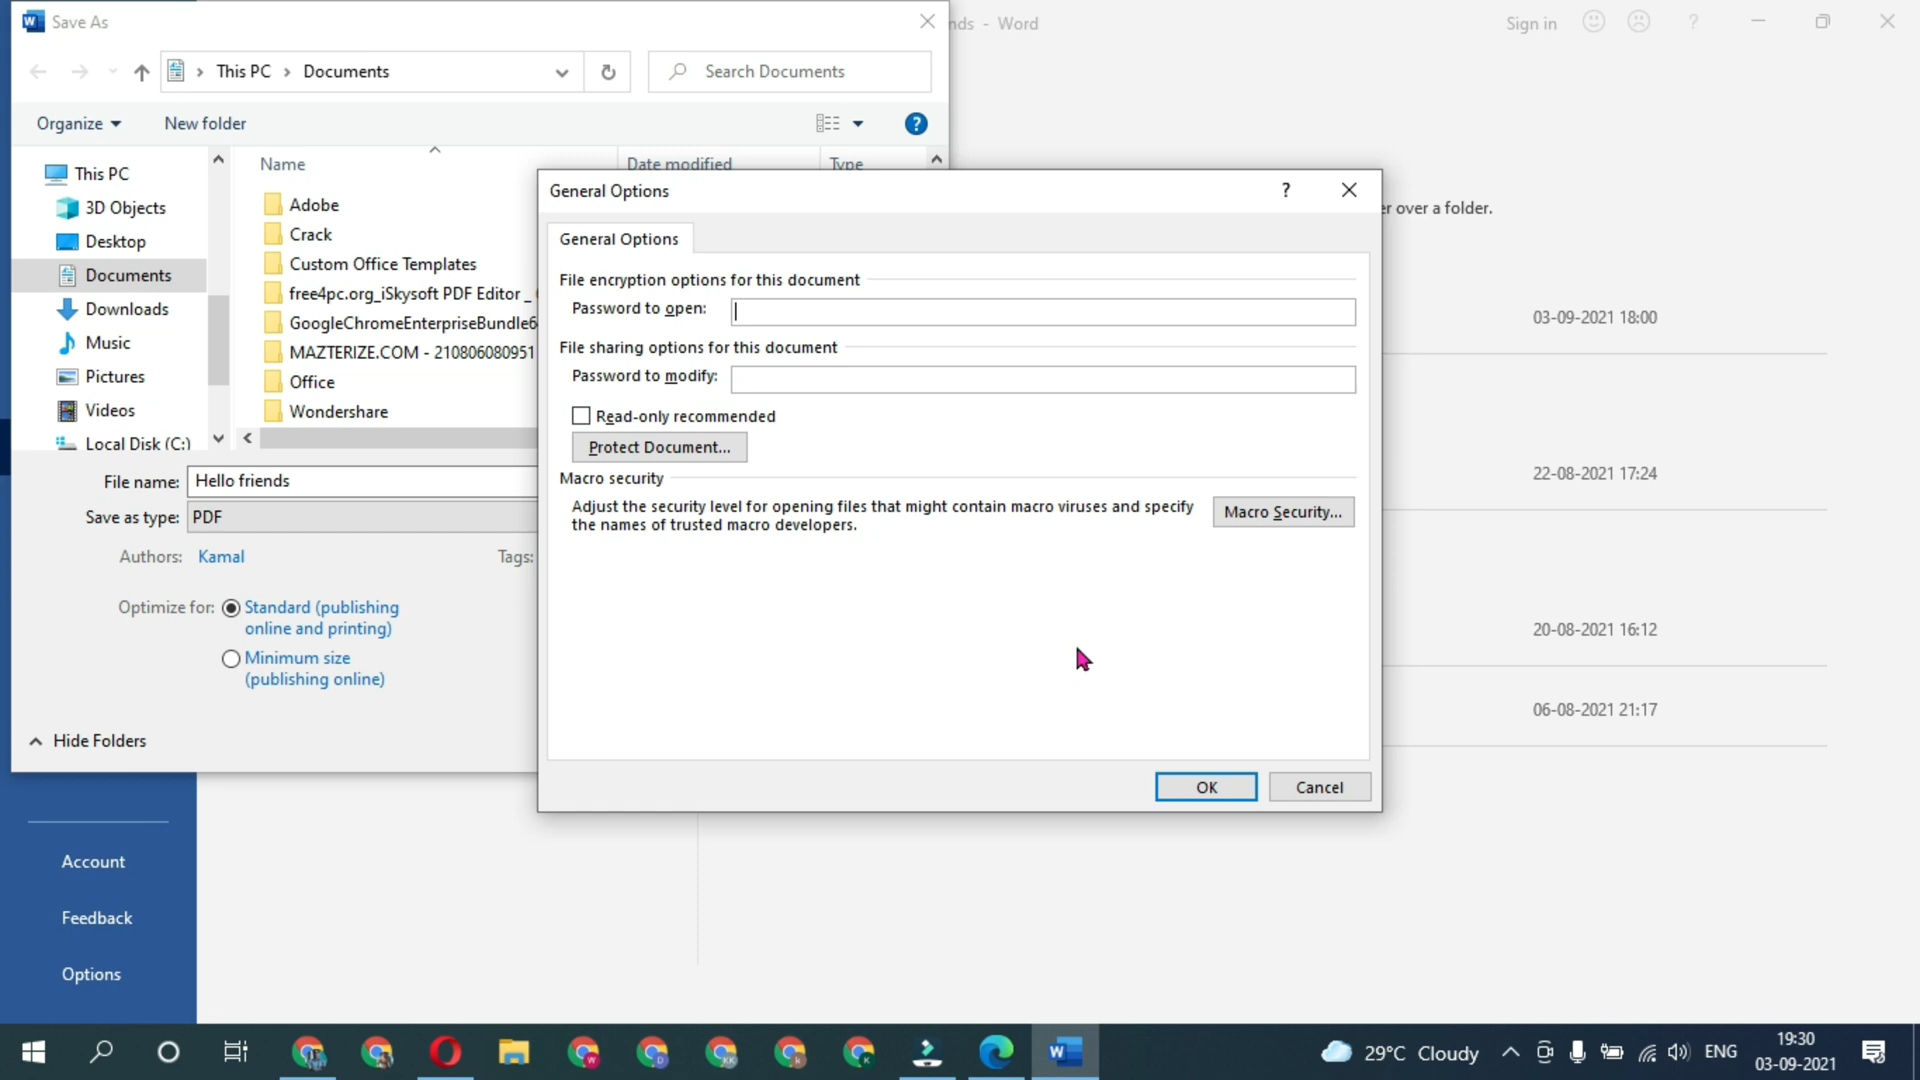 Save As
nds - Word
Sign in
This PC
Documents
Search Documents
Organize
New folder
Name
Date modified
Type
This PC
3D Objects
Desktop
Documents
Downloads
Music
Pictures
Videos
Local Disk (C:)
Adobe
Crack
Custom Office Templates
free4pc.org_iSkysoft PDF Editor _
GoogleChromeEnterpriseBundle6
MAZTERIZE.COM - 210806080951
Office
Wondershare
File name: Hello friends
Save as type: PDF
Authors: Kamal
Tags:
Optimize for: Standard (publishing
online and printing)
Minimum size
(publishing online)
Hide Folders
General Options
?
General Options
File encryption options for this document
Password to open:
File sharing options for this document
Password to modify:
Read-only recommended
Protect Document...
Macro security
Adjust the security level for opening files that might contain macro viruses and specify
the names of trusted macro developers.
Macro Security...
OK
Cancel
er over a folder.
03-09-2021 18:00
22-08-2021 17:24
20-08-2021 16:12
06-08-2021 21:17
Account
Feedback
Options
29°C Cloudy
ENG
19:30
03-09-2021